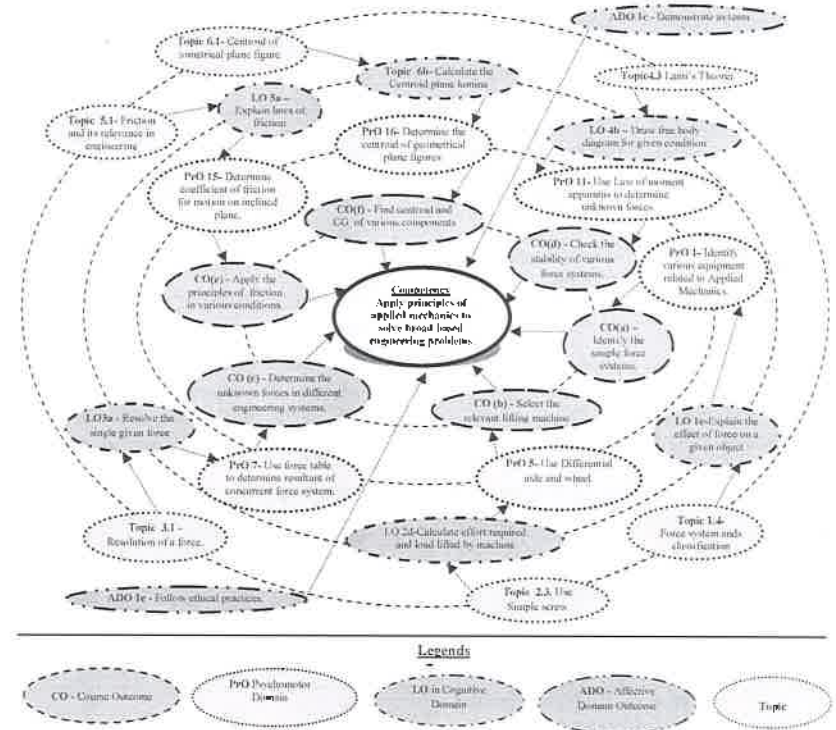 ADO 1c - Demonstrate as team
Topic 6.1- Centroid of
plane figure.
Topic 6b- Calculate the
Centroid plane lamina
Topic4.3 Lami's
LO 5a –
Explain laws of
friction
Topic 5.1- Friction
and its relevance in
engineering
PrO 16- Determine the
centroid of geometrical
plane figures
LO 4b – Draw free body
diagram for given condition
PrO 15- Determine
coefficient of friction
for motion on inclined
plane.
PrO 11- Use Law of moment
apparatus to determine
unknown forces.
CO(f) - Find centroid and
CG of various components
CO(d) - Check the
stability of various
force systems.
PrO 1- Identify
various equipment
related to Applied
Mechanics.
CO(e) - Apply the
principles of friction
in various conditions.
Competency
Apply principles of
applied mechanics to
solve broad based
engineering problems
CO(a) -
Identify the
simple force
systems.
CO (c) - Determine the
unknown forces in different
engineering systems.
CO (b) - Select the
relevant lifting machine
LO3a - Resolve the
single given force
LO 1e-Explain the
effect of force on a
given object
PrO 7- Use force table
to determine resultant of
concurrent force system.
PrO 5- Use Differential
axle and wheel.
Topic 3.1 –
Resolution of a force.
LO 2d-Calculate effort required
and load lifted by machine
Topic 1.4-
Force system and
classification
ADO 1e - Follow ethical practices.
Topic 2.3. Use
Simple screw
Legends
CO - Course Outcome
PrO Psychomotor
Domain
LO in Cognitive
Domain
ADO - Affective
Domain Outcome
Topic